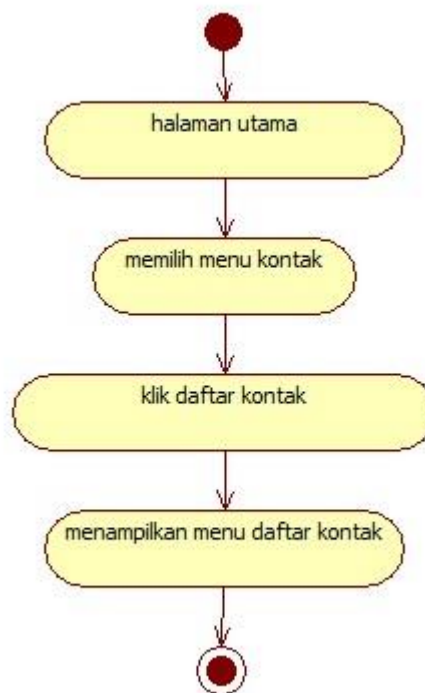 halaman utama
memilih menu kontak
klik daftar kontak
menampilkan menu daftar kontak